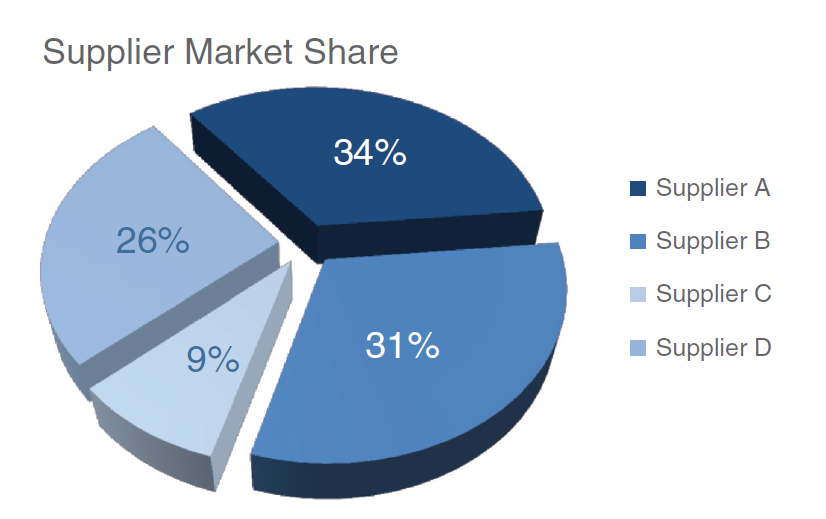 Supplier Market Share
34%
26%
31%
9%
Supplier A
Supplier B
Supplier C
Supplier D